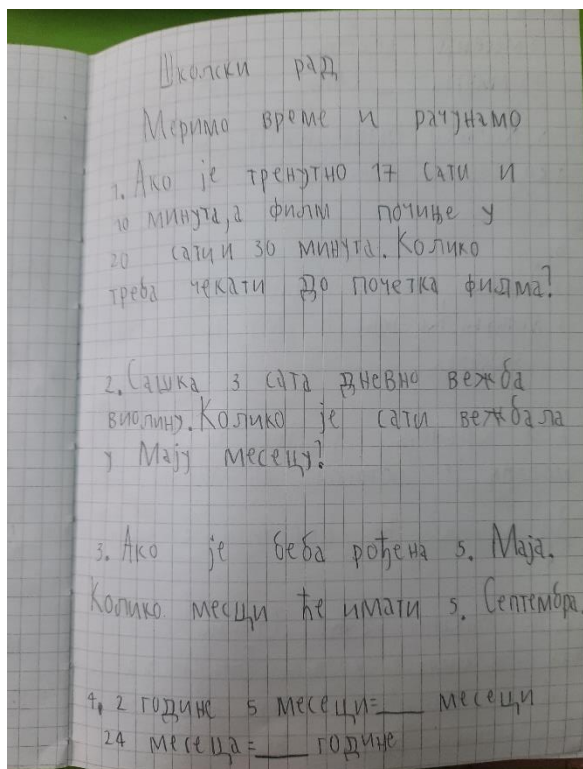 Школски рад
Меримо време и рачунамо
1. Ако је тренутно 17 сати и
10 минута, а филм почиње у
20 сати и 30 минута. Колико
треба чекати до почетка филма?
2. Сашка 3 сата дневно вежба
виолину. Колико је сати вежбала
у Мају месецу?
3. Ако је беба рођена 5. Маја.
Колико месци ће имати 5. Септембра.
4, 2 године 5 месеци=___ месеци
24 месеца=___ године